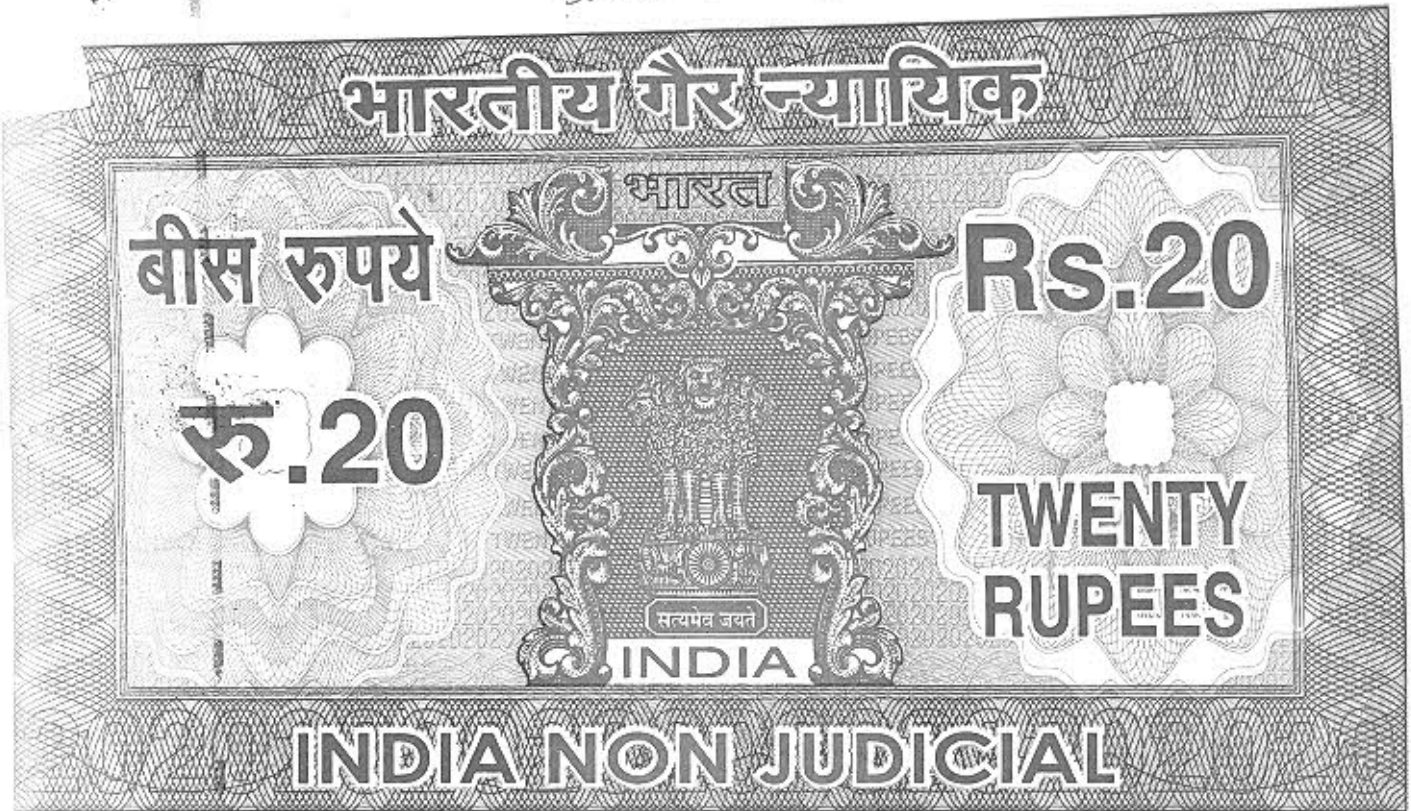 भारतीय गैर न्यायिक
भारत
बीस रुपये
Rs.20
रु.20
TWENTY
RUPEES
सत्यमेव जयते
INDIA
INDIA NON JUDICIAL